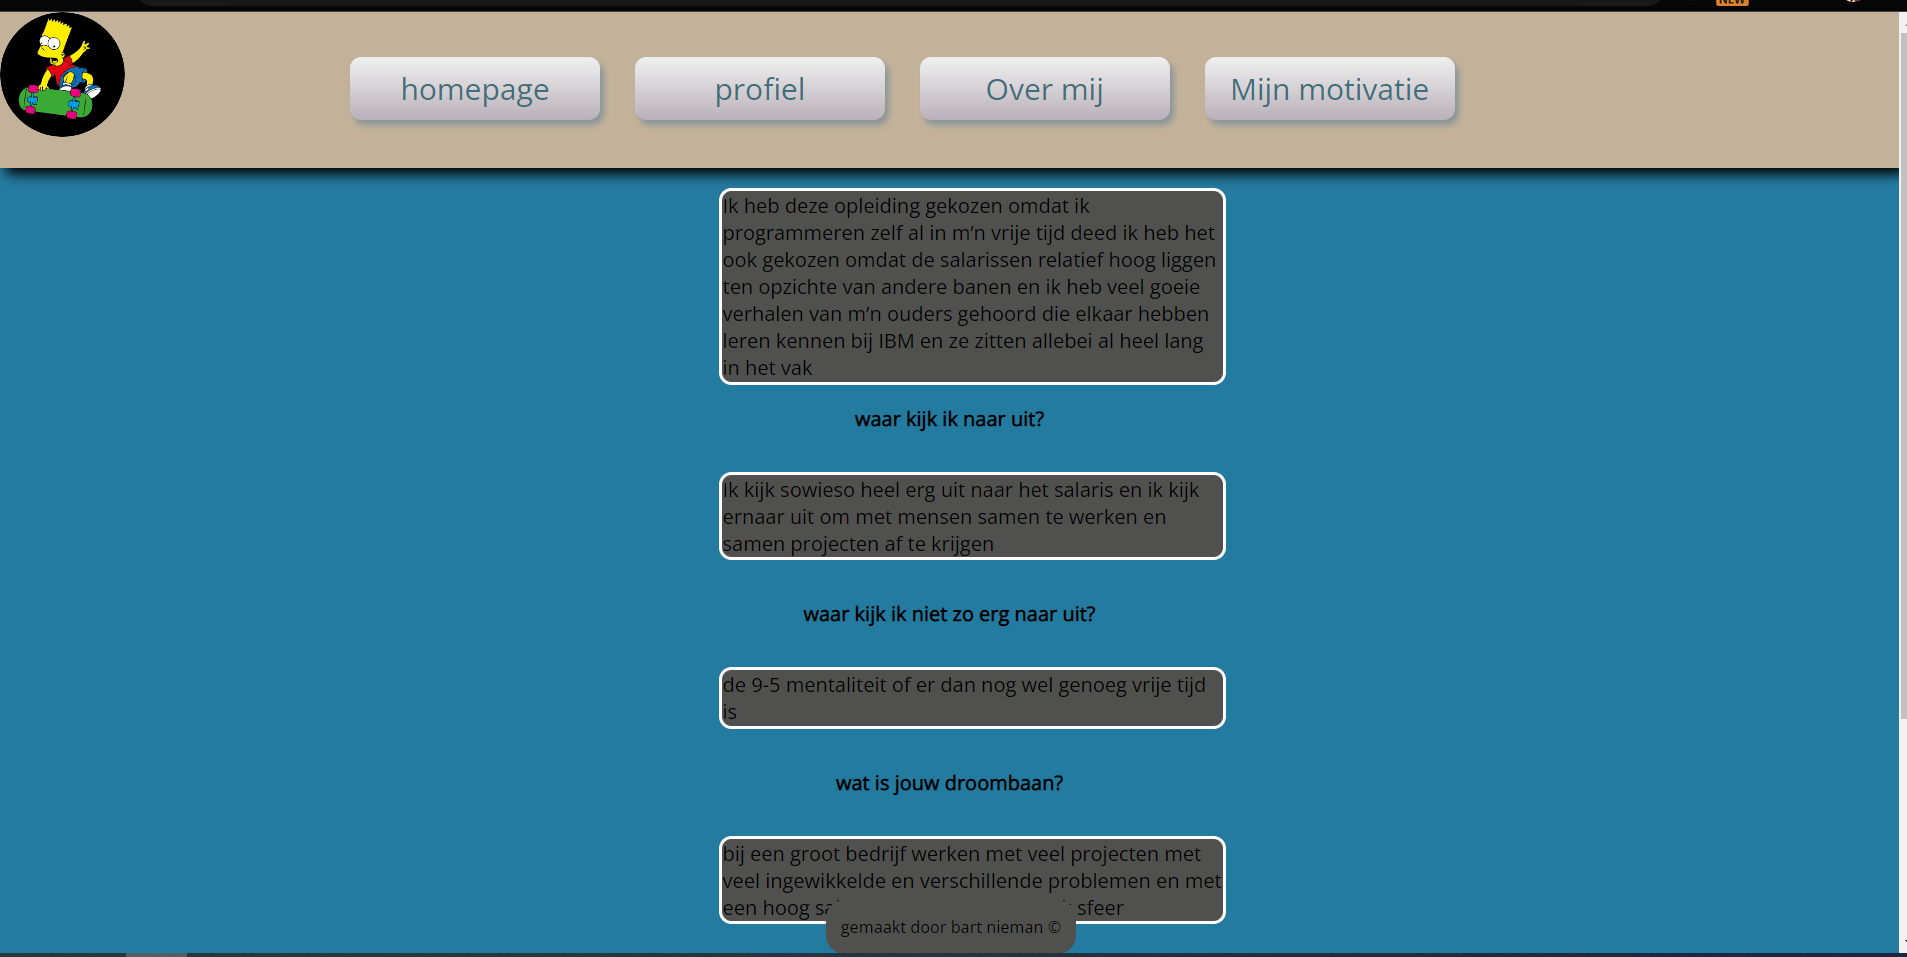 NEW
homepage
profiel
Over mij
Mijn motivatie
Ik heb deze opleiding gekozen omdat ik
programmeren zelf al in m’n vrije tijd deed ik heb het
ook gekozen omdat de salarissen relatief hoog liggen
ten opzichte van andere banen en ik heb veel goeie
verhalen van m’n ouders gehoord die elkaar hebben
leren kennen bij IBM en ze zitten allebei al heel lang
in het vak
waar kijk ik naar uit?
Ik kijk sowieso heel erg uit naar het salaris en ik kijk
ernaar uit om met mensen samen te werken en
samen projecten af te krijgen
waar kijk ik niet zo erg naar uit?
de 9-5 mentaliteit of er dan nog wel genoeg vrije tijd
is
wat is jouw droombaan?
bij een groot bedrijf werken met veel projecten met
veel ingewikkelde en verschillende problemen en met
een hoog sfeer
gemaakt door bart nieman ©